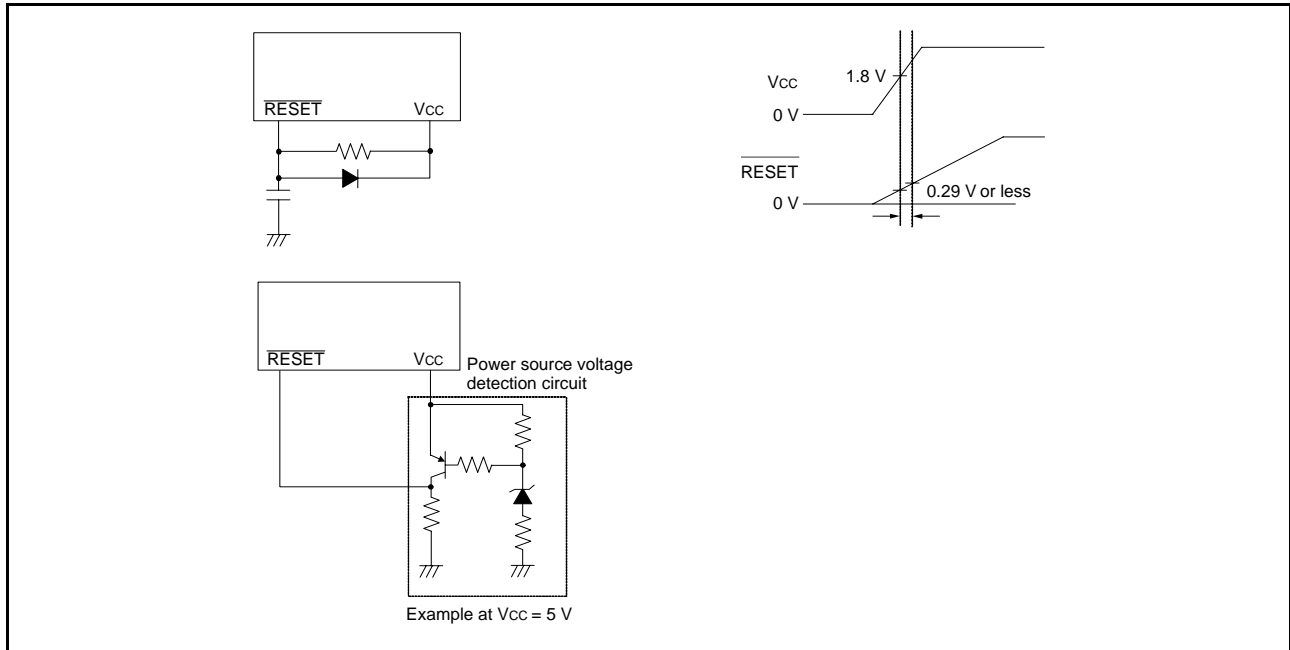 RESET VCC
VCC
1.8 V
0 V
RESET
0.29 V or less
0 V
RESET VCC
Power source voltage
detection circuit
Example at VCC = 5 V